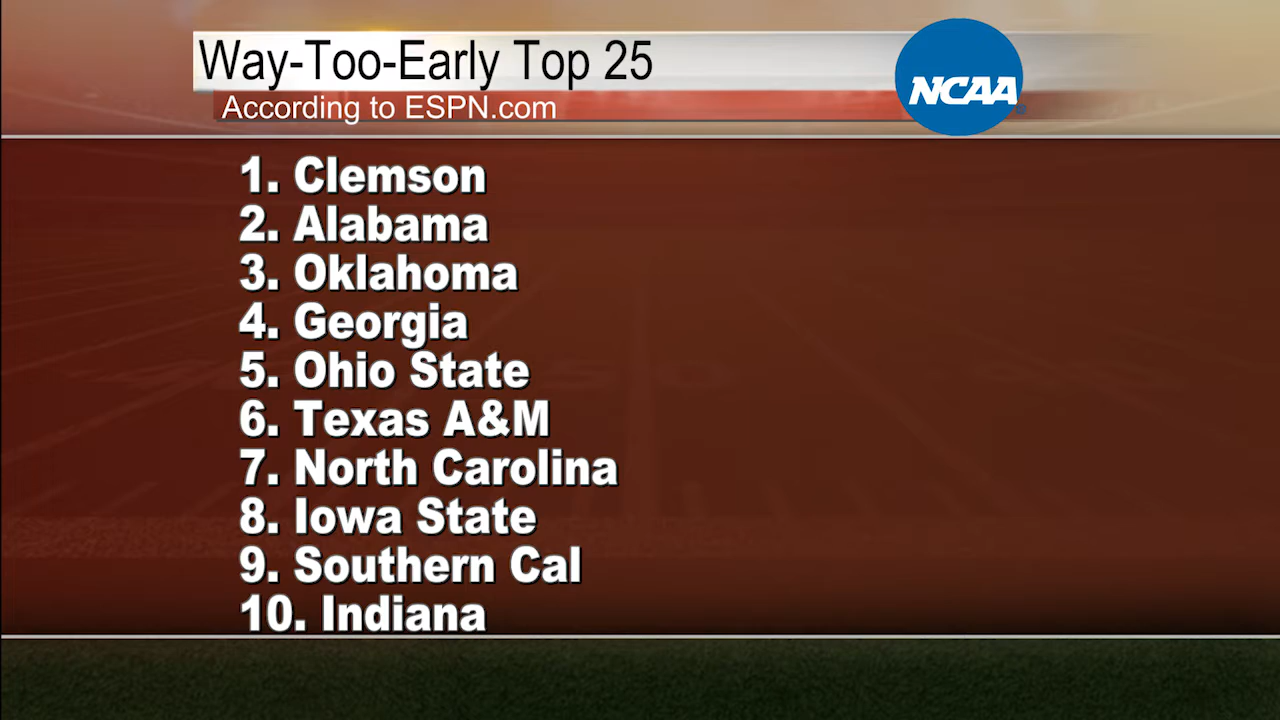 Way-Too-Early Top 25
According to ESPN.com
NCAA
1. Clemson
2. Alabama
3. Oklahoma
4. Georgia
5. Ohio State
6. Texas A&M
7. North Carolina
8. Iowa State
9. Southern Cal
10. Indiana